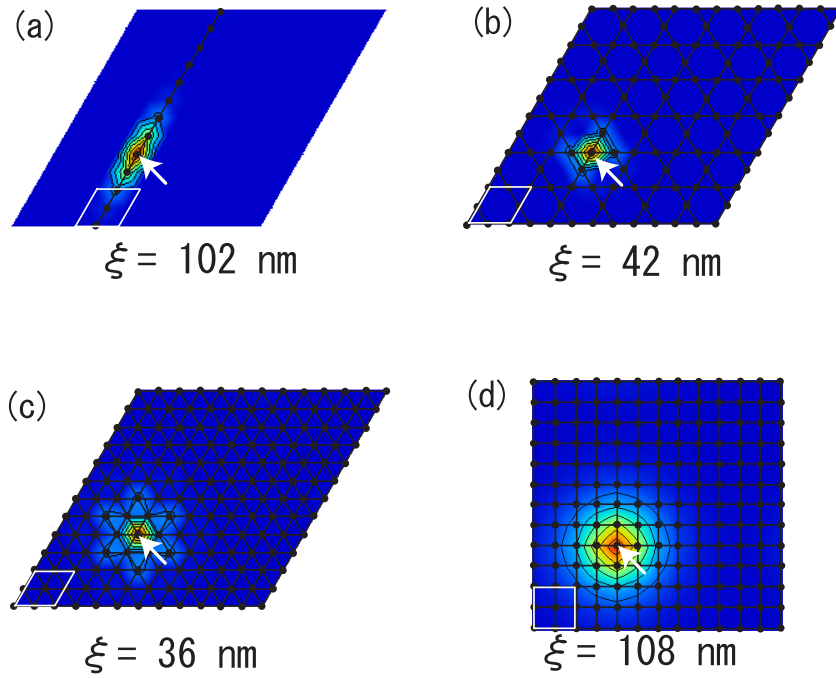 (a)
(b)
ξ = 102 nm
ξ = 42 nm
(c)
(d)
ξ = 36 nm
ξ = 108 nm